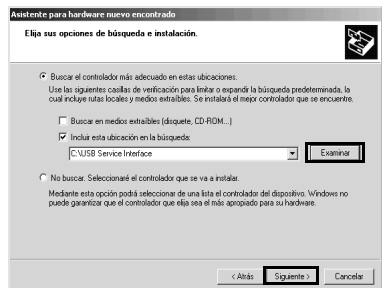 Asistente para hardware nuevo encontrado
Elija sus opciones de búsqueda e instalación.
Buscar el controlador más adecuado en estas ubicaciones.
Use las siguientes casillas de verificación para limitar o expandir la búsqueda predeterminada, la
cual incluye rutas locales y medios extraíbles. Se instalará el mejor controlador que se encuentre.
Buscar en medios extraíbles (disquete, CD-ROM...)
Incluir esta ubicación en la búsqueda:
C:\USB Service Interface
Examinar
No buscar. Seleccionaré el controlador que se va a instalar.
Mediante esta opción podrá seleccionar de una lista el controlador del dispositivo. Windows no
puede garantizar que el controlador que elija sea el más apropiado para su hardware.
< Atrás Siguiente > Cancelar